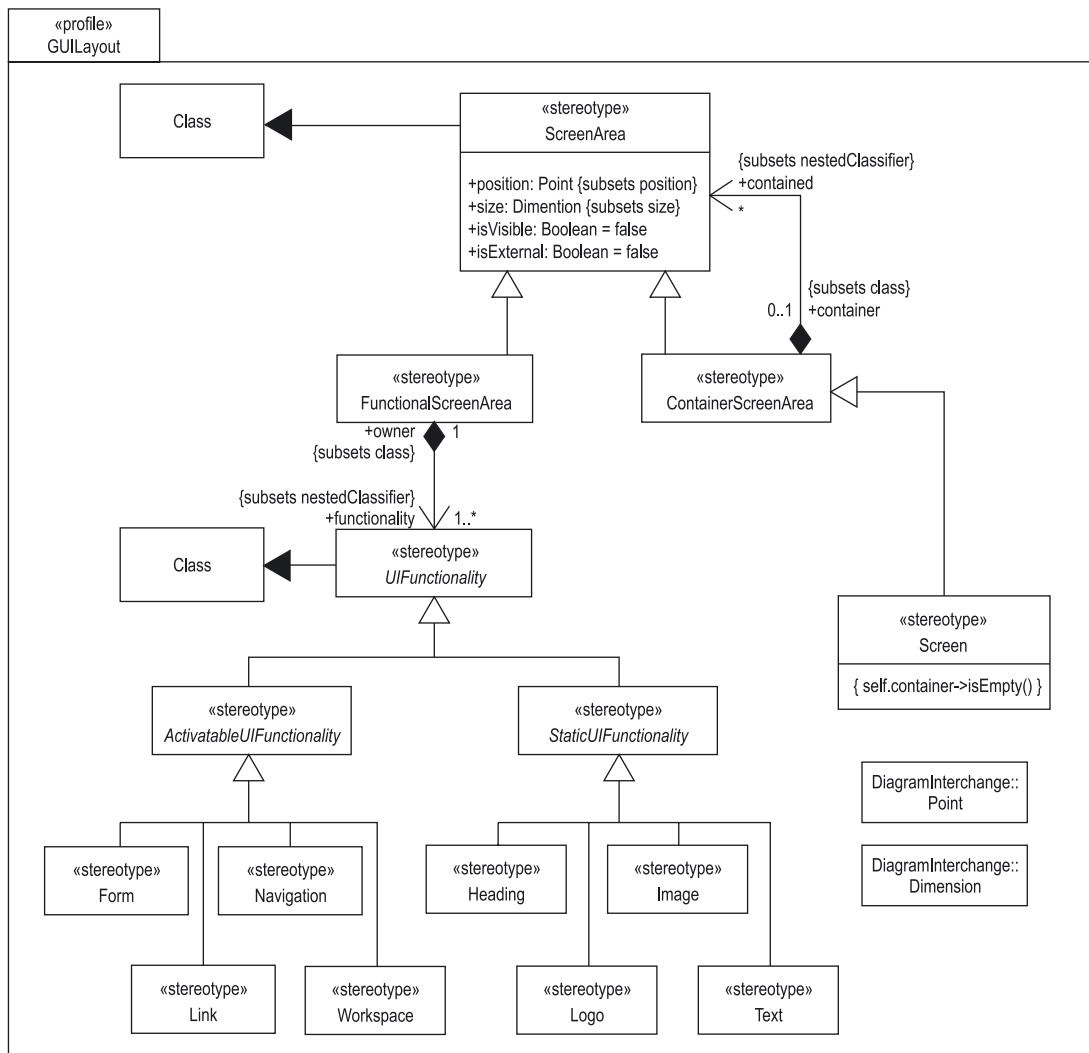 «profile»
GUILayout
Class
«stereotype»
ScreenArea
+position: Point {subsets position}
+size: Dimention {subsets size}
+isVisible: Boolean = false
+isExternal: Boolean = false
{subsets nestedClassifier}
+contained
*
{subsets class}
0..1
+container
«stereotype»
FunctionalScreenArea
«stereotype»
ContainerScreenArea
+owner
1
{subsets class}
{subsets nestedClassifier}
+functionality
1..*
Class
«stereotype»
UIFunctionality
«stereotype»
Screen
{ self.container->isEmpty() }
«stereotype»
ActivatableUIFunctionality
«stereotype»
StaticUIFunctionality
DiagramInterchange::
Point
DiagramInterchange::
Dimension
«stereotype»
Form
«stereotype»
Navigation
«stereotype»
Heading
«stereotype»
Image
«stereotype»
Link
«stereotype»
Workspace
«stereotype»
Logo
«stereotype»
Text